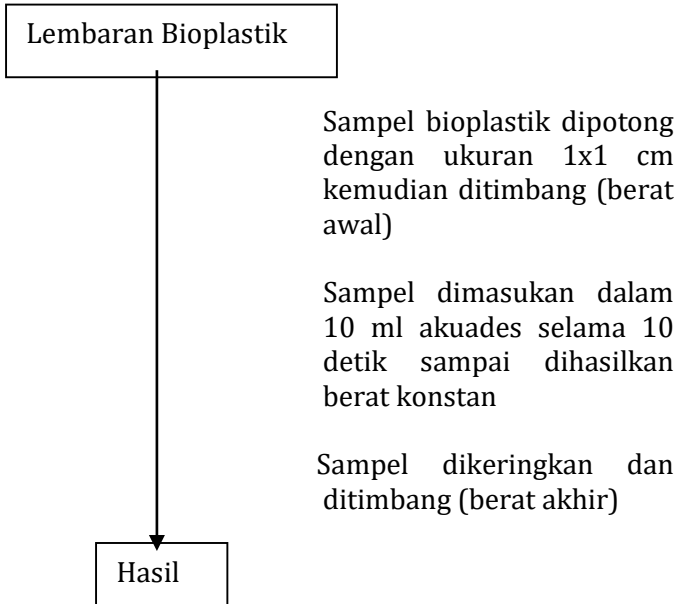 Lembaran Bioplastik
Sampel bioplastik dipotong
dengan ukuran 1x1 cm
kemudian ditimbang (berat
awal)
Sampel dimasukan dalam
10 ml akuades selama 10
detik sampai dihasilkan
berat konstan
Sampel dikeringkan dan
ditimbang (berat akhir)
Hasil